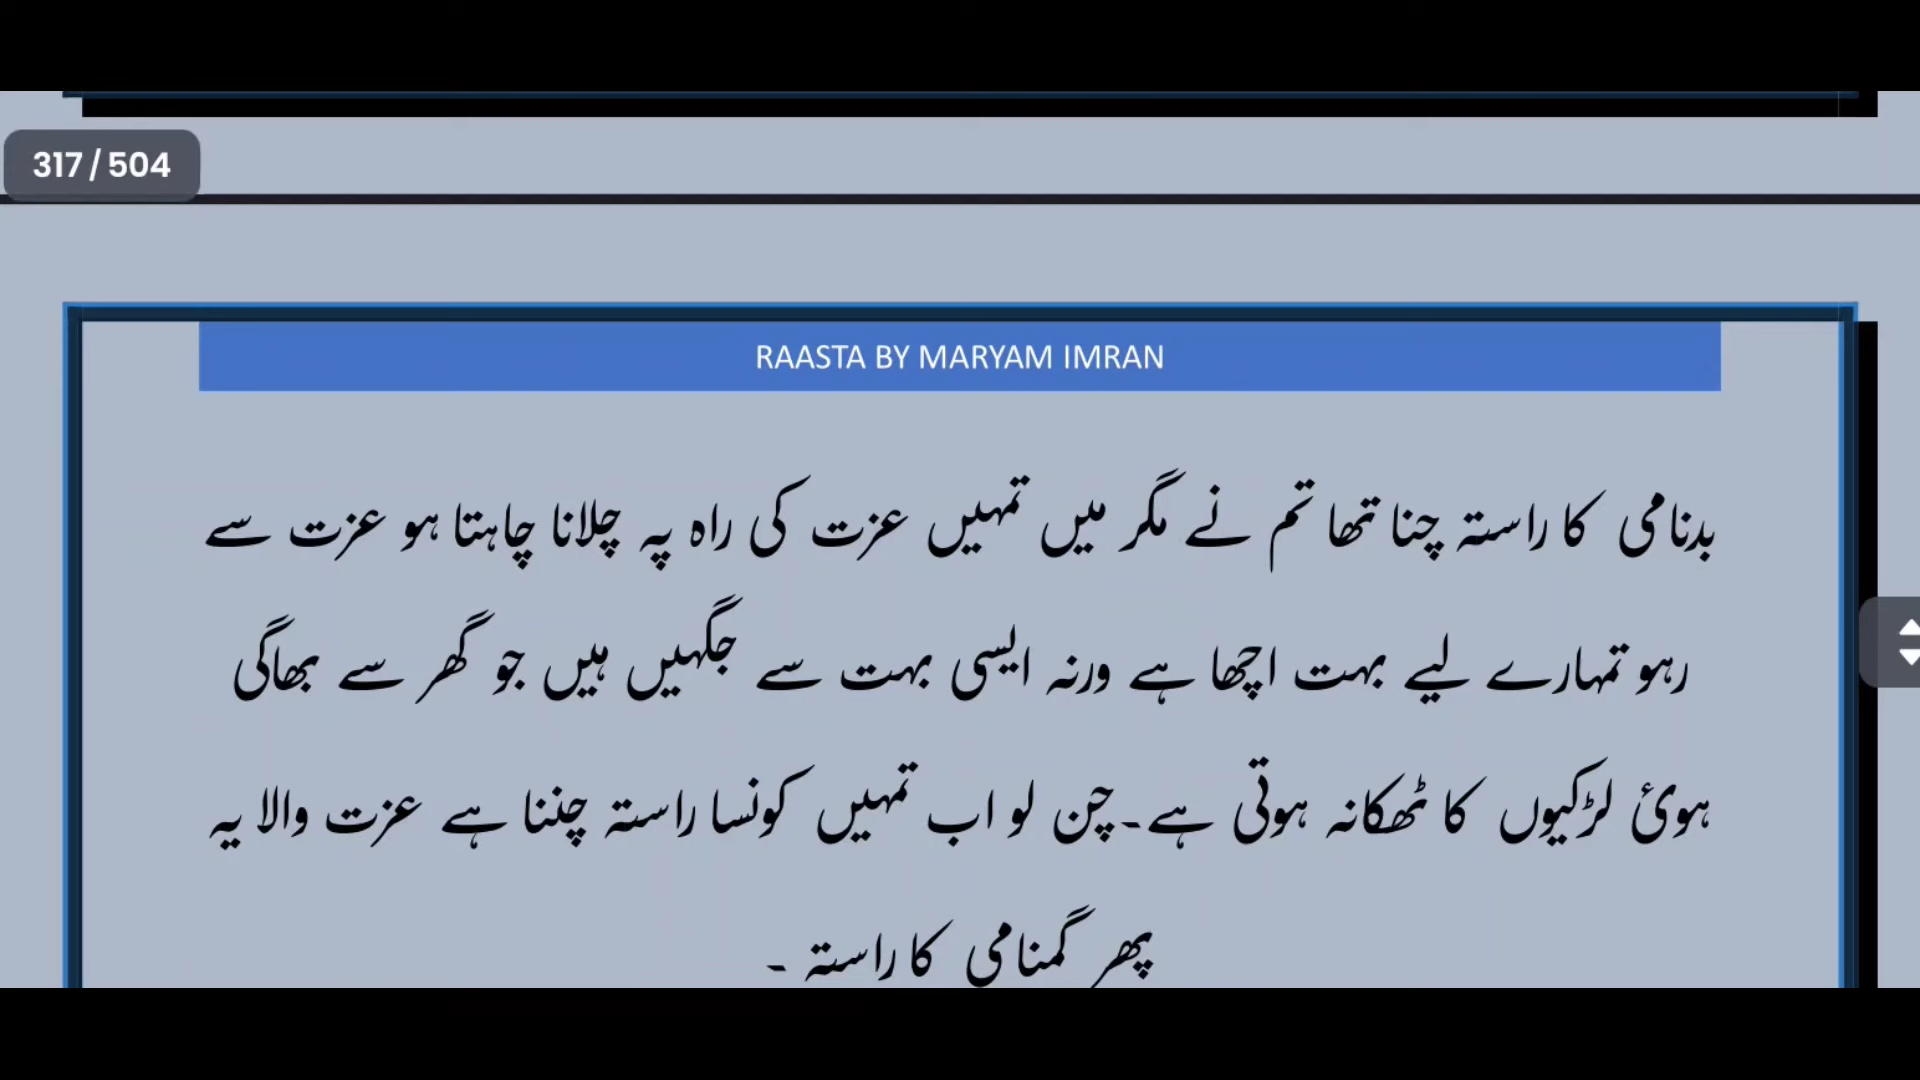 317/504
RAASTA BY MARYAM IMRAN
بدنامی کا راستہ چنا تھا تم نے مگر میں تمہیں عزت کی راہ پہ چلانا چاہتا ہو عزت سے
رہو تمہارے لیے بہت اچھا ہے ورنہ ایسی بہت سے جگہیں ہیں جو گھر سے بھاگی
ہوئ لڑکیوں کا ٹھکانہ ہوتی ہے۔چن لو اب تمہیں کونسا راستہ چننا ہے عزت والا یہ
پھر گمنامی کا راستہ ۔